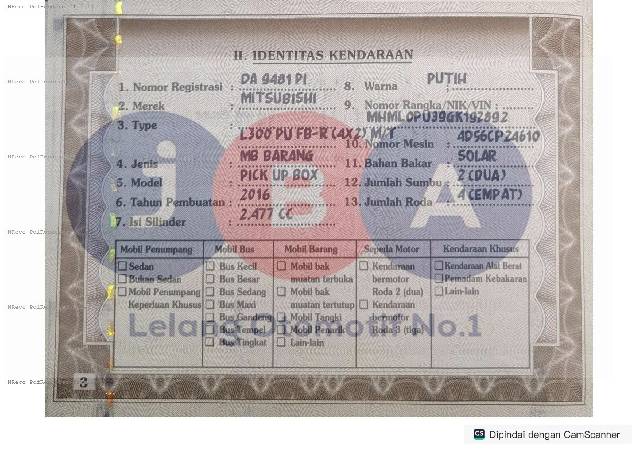 II. IDENTITAS KENDARAAN
1. Nomor Registrasi : DA 9481 PI
2. Merek : MITSUBISHI
3. Type : L300 PU FB-R (4X2) M/T
4. Jenis : MB BARANG
5. Model : PICK UP BOX
6. Tahun Pembuatan : 2016
7. Isi Silinder : 2.477 CC
8. Warna : PUTIH
9. Nomor Rangka/NIK/VIN :
10. Nomor Mesin :
11. Bahan Bakar : SOLAR
12. Jumlah Sumbu : 2 (DUA)
13. Jumlah Roda : 4 (EMPAT)
Mobil Penumpang
Sedan
Bukan Sedan
Mobil Penumpang
Keperluan Khusus
Mobil Bus
Bus Kecil
Bus Besar
Bus Sedang
Bus Maxi
Bus Gandeng
Bus Tempel
Bus Tingkat
Mobil Barang
Mobil bak
muatan terbuka
Mobil bak
muatan tertutup
Mobil Tangki
Mobil Penarik
Lain-lain
Sepeda Motor
Kendaraan
bermotor
Roda 2 (dua)
Kendaraan
bermotor
Roda 3 (tiga)
Kendaraan Khusus
Kendaraan Alat Berat
Pemadam Kebakaran
Lain-lain
iBA
No.1
3
CS Dipindai dengan CamScanner